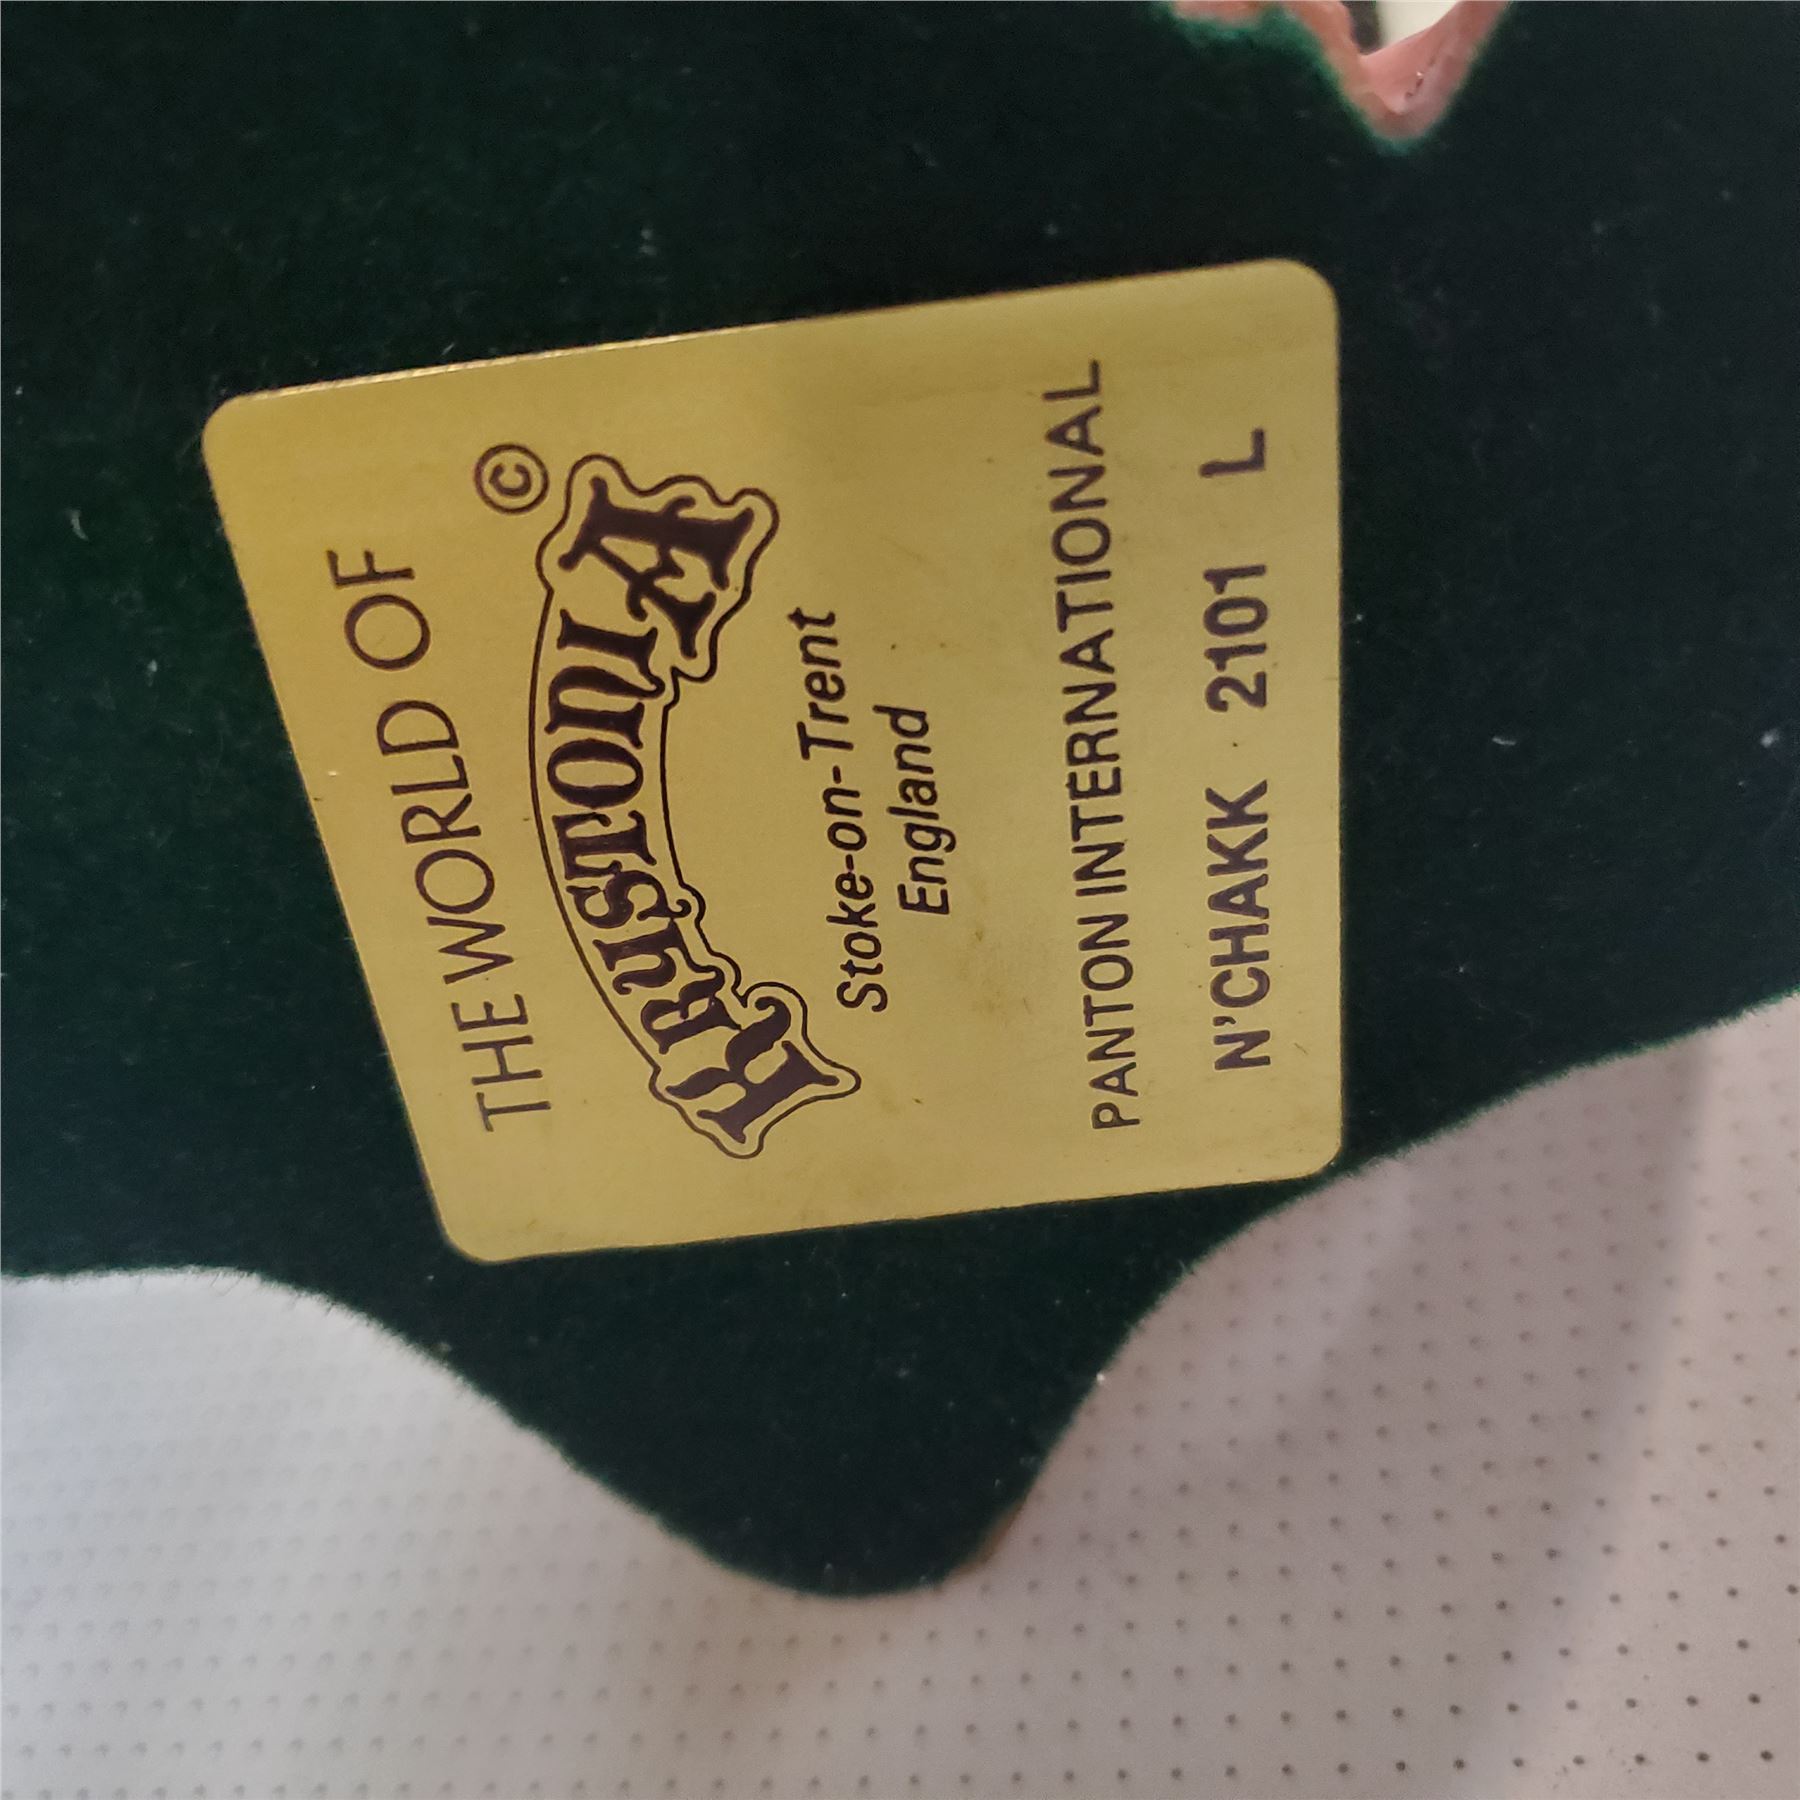 THE WORLD OF
KRYSTONIA ©
Stoke-on-Trent
England
PANTON INTERNATIONAL
N'CHAKK 2101 L